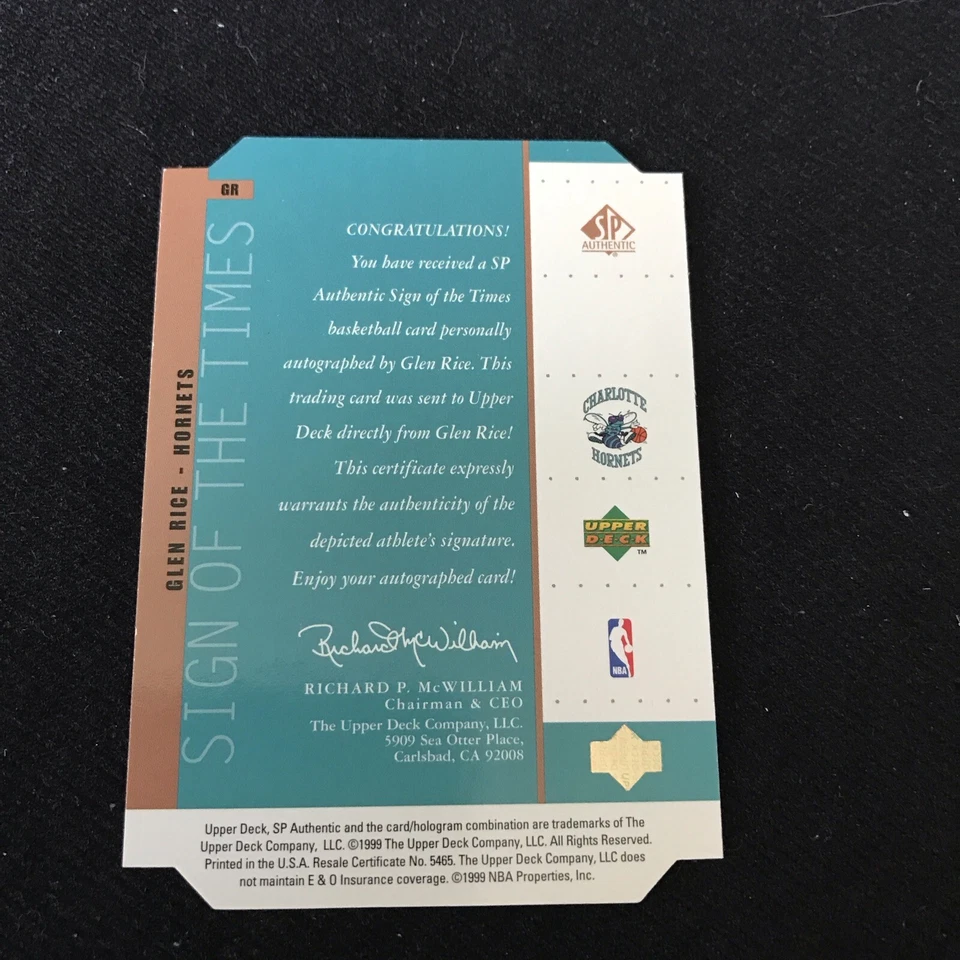 GR
SIGN OF THE TIMES
GLEN RICE - HORNETS
CONGRATULATIONS!
You have received a SP
Authentic Sign of the Times
basketball card personally
autographed by Glen Rice. This
trading card was sent to Upper
Deck directly from Glen Rice!
This certificate expressly
warrants the authenticity of the
depicted athlete's signature.
Enjoy your autographed card!
Richard McWilliam
RICHARD P. McWILLIAM
Chairman & CEO
The Upper Deck Company, LLC.
5909 Sea Otter Place,
Carlsbad, CA 92008
SP
AUTHENTIC
®
CHARLOTTE
HORNETS
UPPER
D•E•C•K
TM
NBA
Upper Deck, SP Authentic and the card/hologram combination are trademarks of The
Upper Deck Company, LLC. ©1999 The Upper Deck Company, LLC. All Rights Reserved.
Printed in the U.S.A. Resale Certificate No. 5465. The Upper Deck Company, LLC does
not maintain E & O Insurance coverage. ©1999 NBA Properties, Inc.